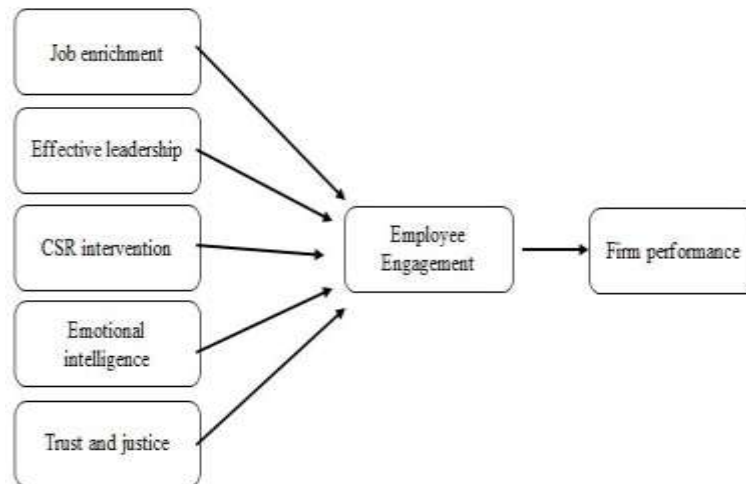 Job enrichment
Effective leadership
CSR intervention
Emotional
intelligence
Trust and justice
Employee
Engagement
Firm performance